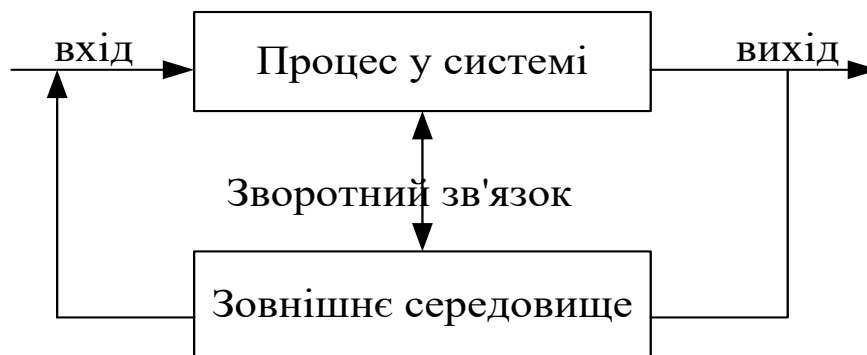 вхід
Процес у системі
вихід
Зворотний зв'язок
Зовнішнє середовище